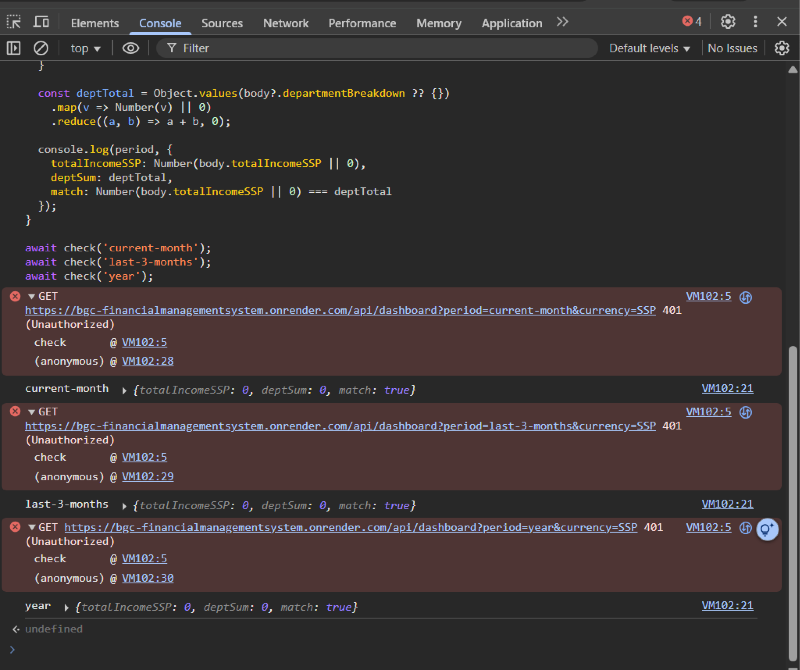 Elements Console Sources Network Performance Memory Application 4
top Filter Default levels No Issues
}
const deptTotal = Object.values(body?.departmentBreakdown ?? {})
.map(v => Number(v) || 0)
.reduce((a, b) => a + b, 0);
console.log(period, {
totalIncomeSSP: Number(body.totalIncomeSSP || 0),
deptSum: deptTotal,
match: Number(body.totalIncomeSSP || 0) === deptTotal
});
}
await check('current-month');
await check('last-3-months');
await check('year');
GET VM102:5
https://bgc-financialmanagementsystem.onrender.com/api/dashboard?period=current-month&currency=SSP 401
(Unauthorized)
check @ VM102:5
(anonymous) @ VM102:28
current-month {totalIncomeSSP: 0, deptSum: 0, match: true} VM102:21
GET VM102:5
https://bgc-financialmanagementsystem.onrender.com/api/dashboard?period=last-3-months&currency=SSP 401
(Unauthorized)
check @ VM102:5
(anonymous) @ VM102:29
last-3-months {totalIncomeSSP: 0, deptSum: 0, match: true} VM102:21
GET https://bgc-financialmanagementsystem.onrender.com/api/dashboard?period=year&currency=SSP 401 VM102:5
(Unauthorized)
check @ VM102:5
(anonymous) @ VM102:30
year {totalIncomeSSP: 0, deptSum: 0, match: true} VM102:21
undefined